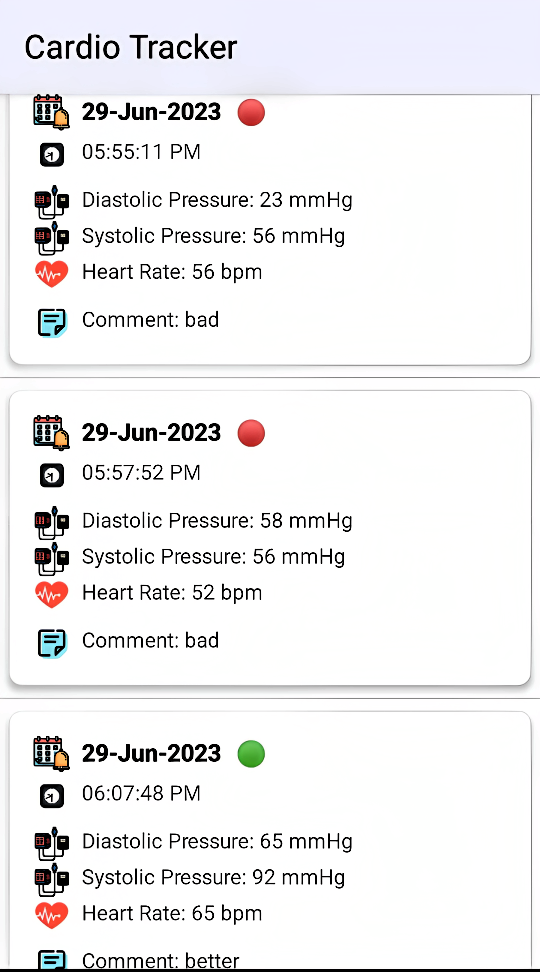 Cardio Tracker
29-Jun-2023
05:55:11 PM
Diastolic Pressure: 23 mmHg
Systolic Pressure: 56 mmHg
Heart Rate: 56 bpm
Comment: bad
29-Jun-2023
05:57:52 PM
Diastolic Pressure: 58 mmHg
Systolic Pressure: 56 mmHg
Heart Rate: 52 bpm
Comment: bad
29-Jun-2023
06:07:48 PM
Diastolic Pressure: 65 mmHg
Systolic Pressure: 92 mmHg
Heart Rate: 65 bpm
Comment: better